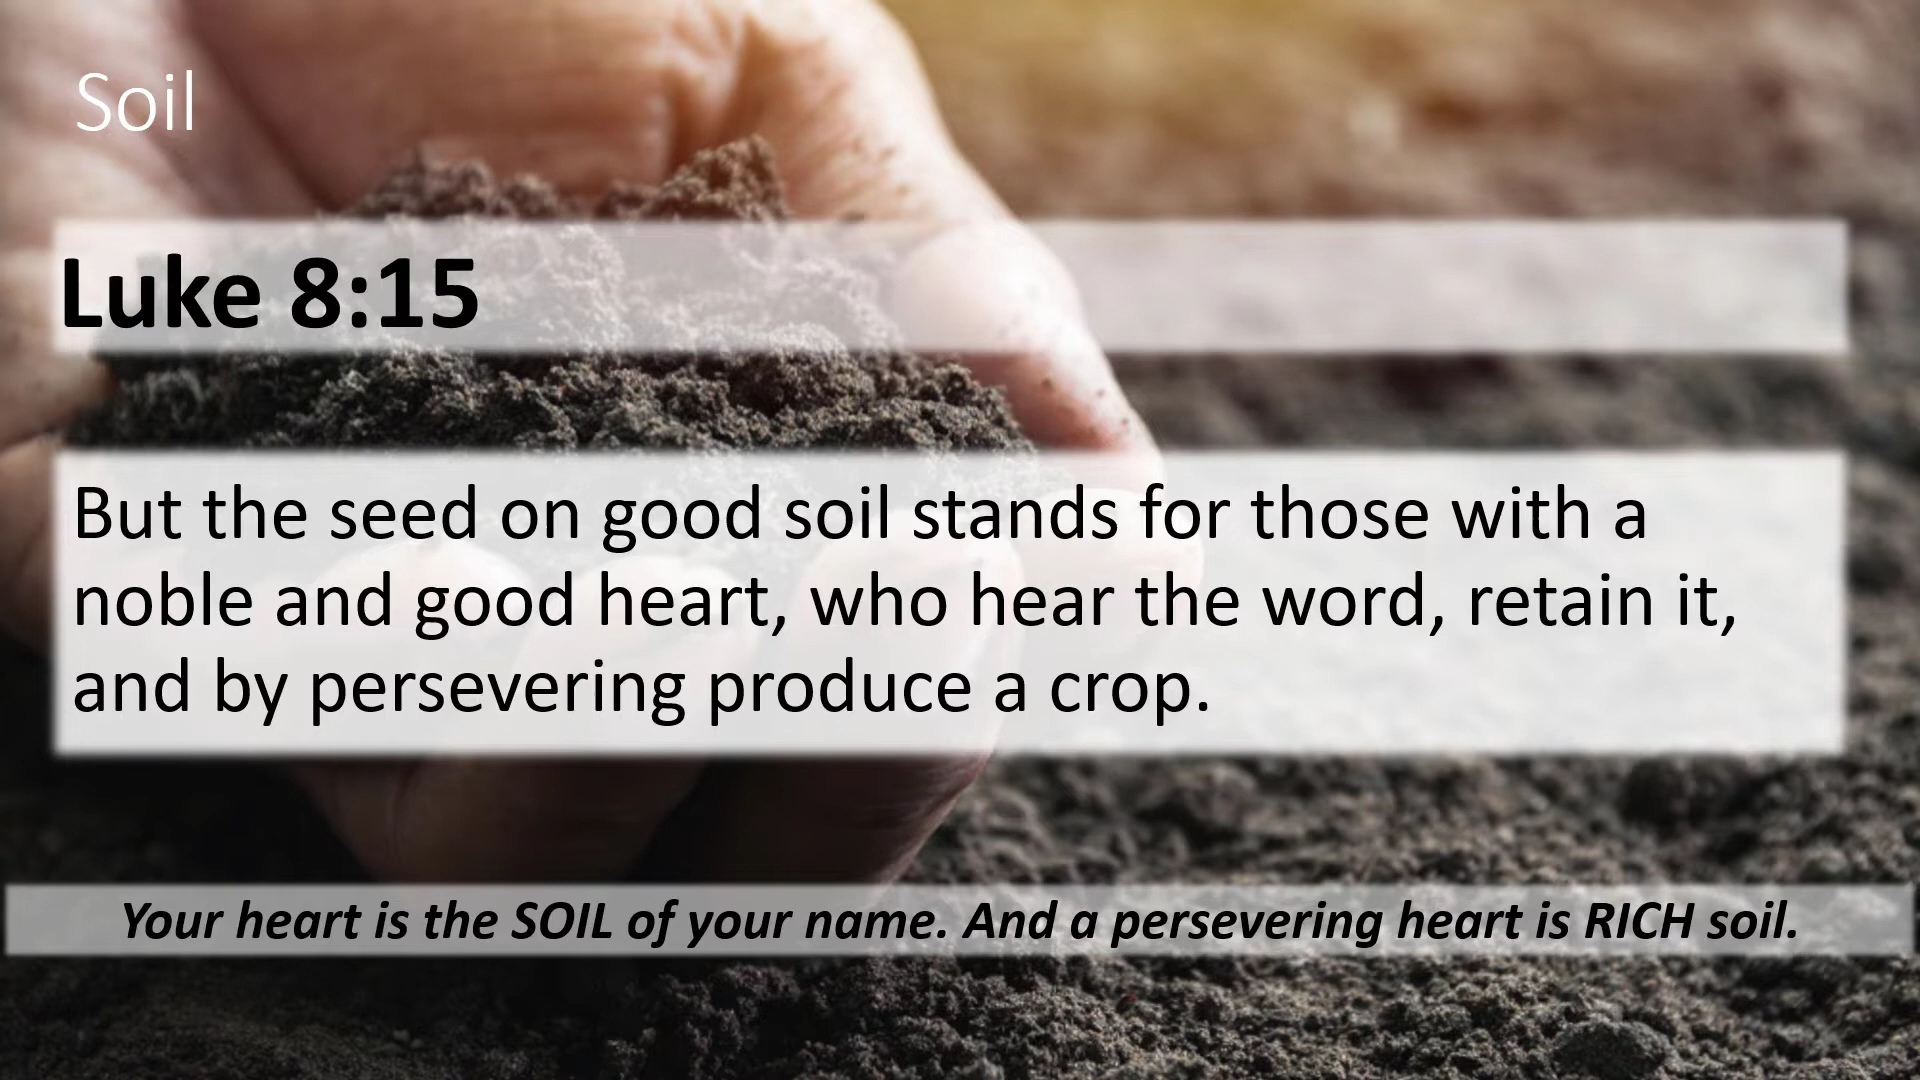 Soil
Luke 8:15
But the seed on good soil stands for those with a
noble and good heart, who hear the word, retain it,
and by persevering produce a crop.
Your heart is the SOIL of your name. And a persevering heart is RICH soil.